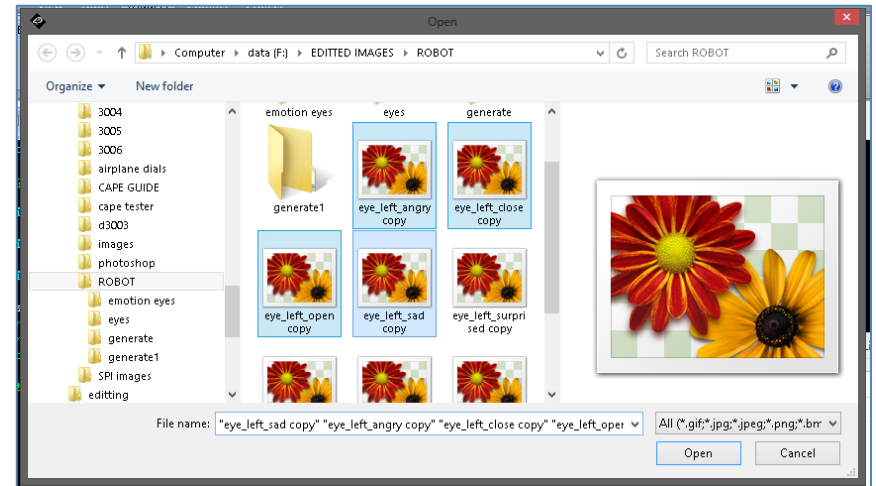 Open
Computer ▸ data (F:) ▸ EDITTED IMAGES ▸ ROBOT
Search ROBOT
Organize
New folder
3004
3005
3006
airplane dials
CAPE GUIDE
cape tester
d3003
images
photoshop
ROBOT
emotion eyes
eyes
generate
generate1
SPI images
editting
emotion eyes
eyes
generate
generate1
eye_left_angry
copy
eye_left_close
copy
eye_left_open
copy
eye_left_sad
copy
eye_left_surpri
sed copy
File name:
"eye_left_sad copy" "eye_left_angry copy" "eye_left_close copy" "eye_left_oper
All (*.gif;*.jpg;*.jpeg;*.png;*.bm
Open
Cancel